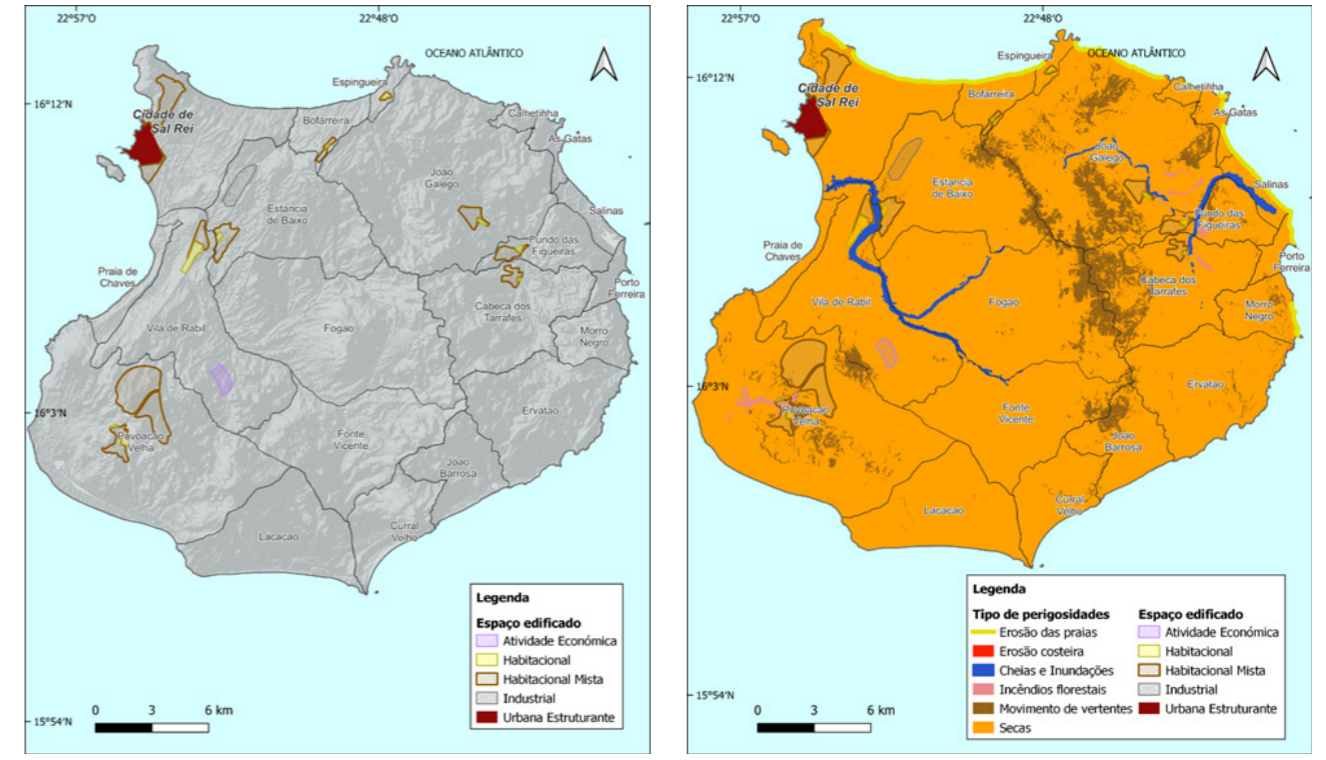 22°57'O
22°48'O
OCEANO ATLÂNTICO
Espingueira
16°12'N
Cidade de
Sal Rei
Bofarreira
Calhetinha
As Gatas
Joao
Galego
Estancia
de Baixo
Salinas
Fundo das
Figueiras
Praia de
Chaves
Porto
Ferreira
Cabeca dos
Tarrafes
Vila de Rabil
Fogao
Morro
Negro
16°3'N
Ervatao
Povoacao
Velha
Fonte
Vicente
Joao
Barrosa
Curral
Velho
Lacacao
Legenda
Espaço edificado
Atividade Económica
Habitacional
Habitacional Mista
Industrial
Urbana Estruturante
15°54'N
0 3 6 km
22°57'O
22°48'O
OCEANO ATLÂNTICO
Espingueira
16°12'N
Cidade de
Sal Rei
Bofarreira
Calhetinha
As Gatas
Joao
Galego
Estancia
de Baixo
Salinas
Fundo das
Figueiras
Praia de
Chaves
Porto
Ferreira
Cabeca dos
Tarrafes
Vila de Rabil
Fogao
Morro
Negro
16°3'N
Ervatao
Povoacao
Velha
Fonte
Vicente
Joao
Barrosa
Curral
Velho
Lacacao
Legenda
Tipo de perigosidades
Erosão das praias
Erosão costeira
Cheias e Inundações
Incêndios florestais
Movimento de vertentes
Secas
Espaço edificado
Atividade Económica
Habitacional
Habitacional Mista
Industrial
Urbana Estruturante
15°54'N
0 3 6 km